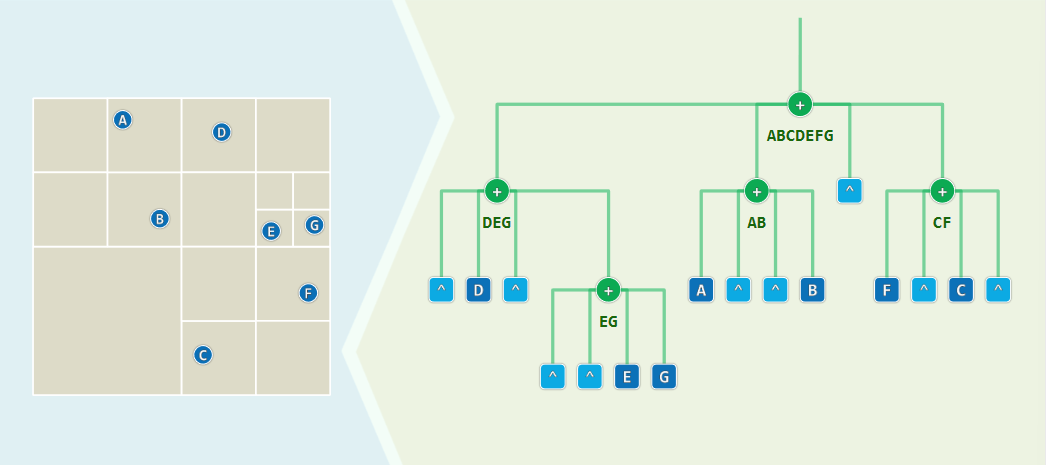 A
D
B
E
G
F
C
+
ABCDEFG
+
DEG
+
AB
^
+
CF
^
D
^
+
EG
A
^
^
B
F
^
C
^
^
^
E
G